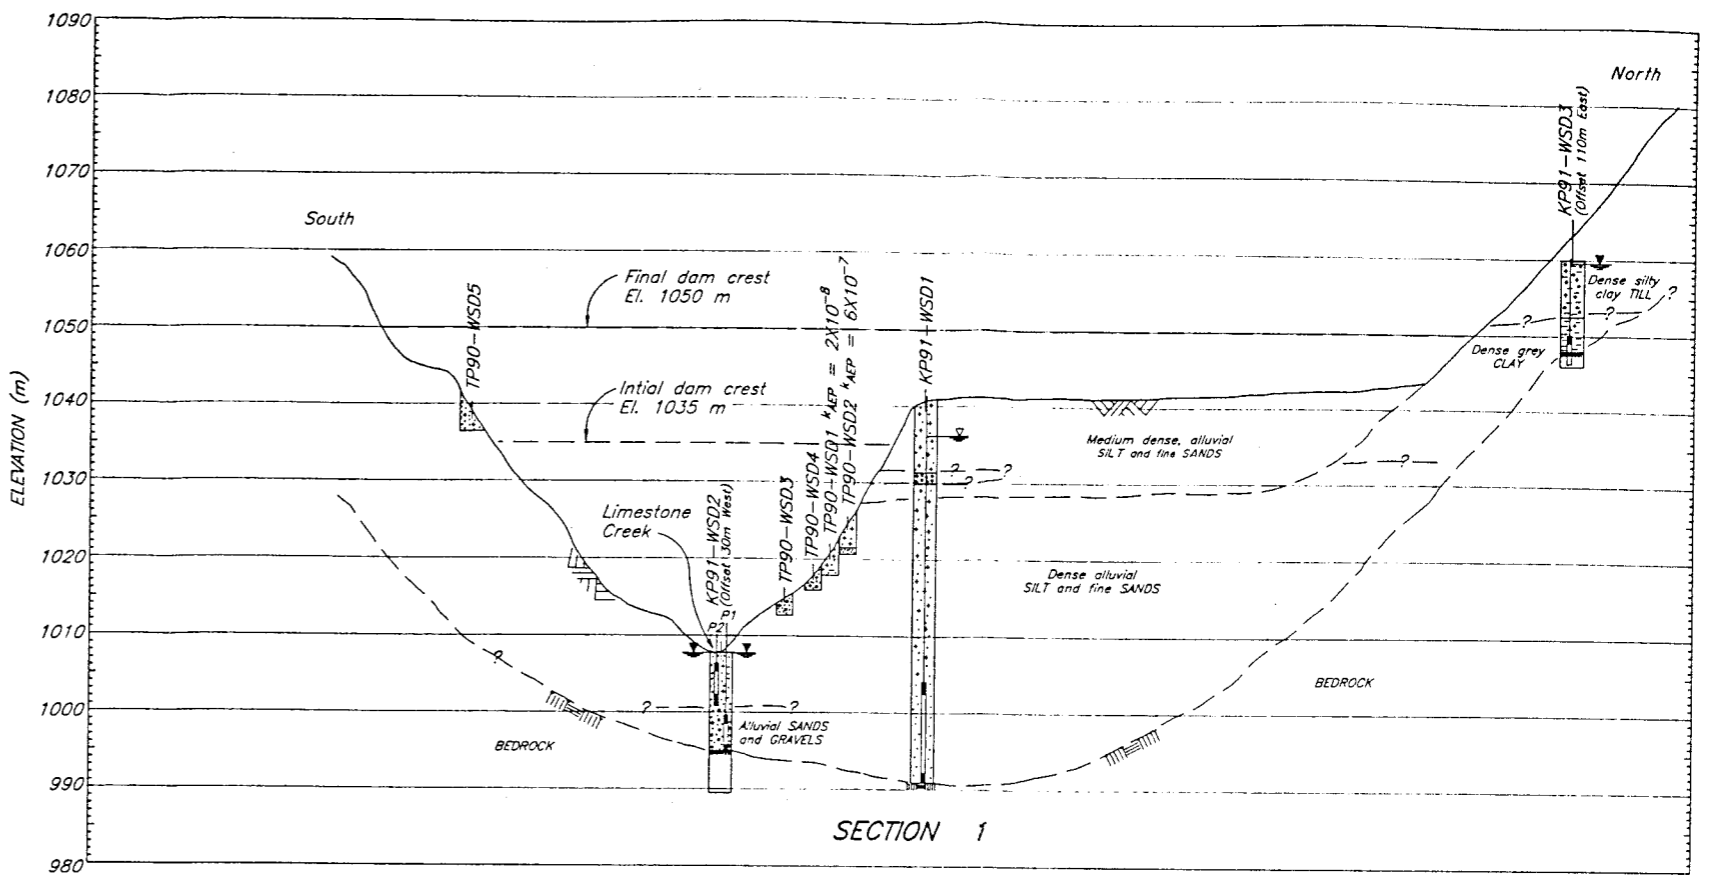 1090
1080
1070
1060
1050
1040
1030
1020
1010
1000
990
980
ELEVATION (m)
South
North
Final dam crest
El. 1050 m
Intial dam crest
El. 1035 m
TP90-WSD5
Limestone
Creek
KP91-WSD2
(Offset 30m West)
P1
P2
TP90-WSD3
TP90-WSD4
TP90-WSD1 kAEP = 2X10-8
TP90-WSD2 kAEP = 6X10-7
KP91-WSD1
KP91-WSD3
(Offset 110m East)
Dense silty
clay TILL
?
?
?
Dense grey
CLAY
Medium dense, alluvial
SILT and fine SANDS
?
?
?
?
Dense alluvial
SILT and fine SANDS
?
?
?
Alluvial SANDS
and GRAVELS
BEDROCK
BEDROCK
SECTION 1